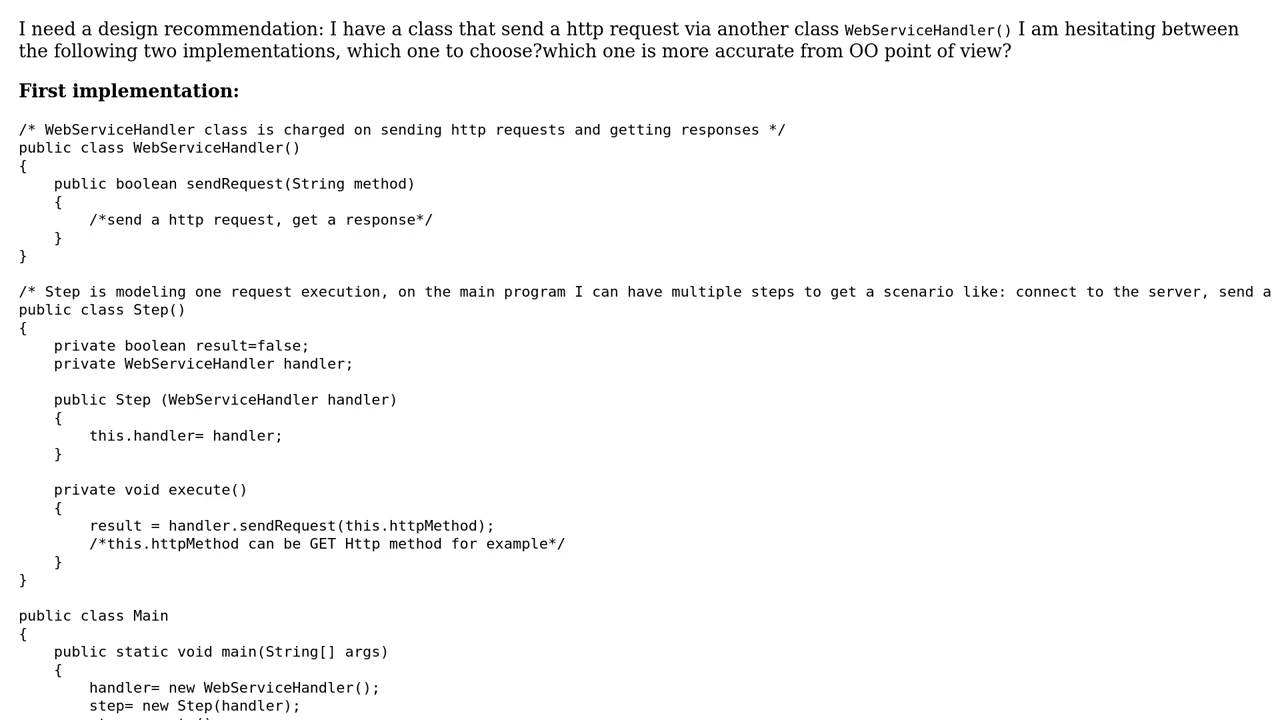 I need a design recommendation: I have a class that send a http request via another class WebServiceHandler() I am hesitating between
the following two implementations, which one to choose?which one is more accurate from OO point of view?
First implementation:
/* WebServiceHandler class is charged on sending http requests and getting responses */
public class WebServiceHandler()
{
    public boolean sendRequest(String method)
    {
        /*send a http request, get a response*/
    }
}
/* Step is modeling one request execution, on the main program I can have multiple steps to get a scenario like: connect to the server, send a
public class Step()
{
    private boolean result=false;
    private WebServiceHandler handler;
    public Step (WebServiceHandler handler)
    {
        this.handler= handler;
    }
    private void execute()
    {
        result = handler.sendRequest(this.httpMethod);
        /*this.httpMethod can be GET Http method for example*/
    }
}
public class Main
{
    public static void main(String[] args)
    {
        handler= new WebServiceHandler();
        step= new Step(handler);